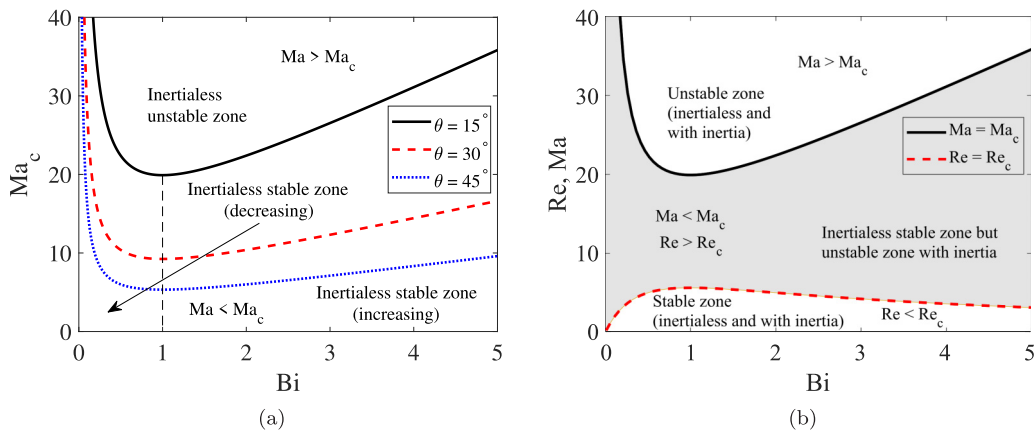 40
30
20
10
0
Ma_c
Ma > Ma_c
Inertialess
unstable zone
θ = 15°
θ = 30°
θ = 45°
Inertialess stable zone
(decreasing)
Ma < Ma_c
Inertialess stable zone
(increasing)
0 1 2 3 4 5
Bi
(a)
40
30
20
10
0
Re, Ma
Ma > Ma_c
Unstable zone
(inertialess and
with inertia)
Ma = Ma_c
Re = Re_c
Ma < Ma_c
Re > Re_c
Inertialess stable zone but
unstable zone with inertia
Stable zone
(inertialess and with inertia)
Re < Re_c
0 1 2 3 4 5
Bi
(b)